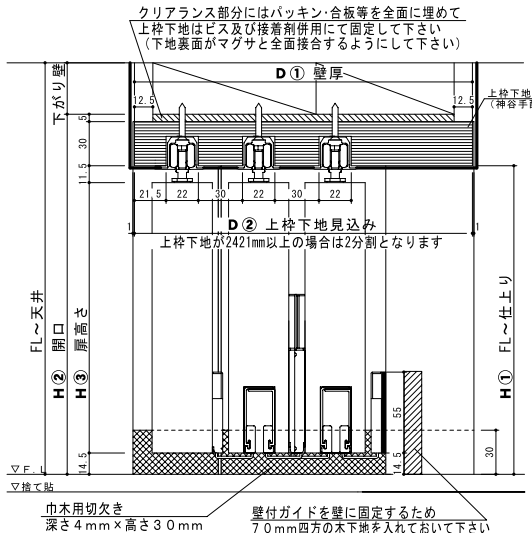 クリアランス部分にはパッキン・合板等を全面に埋めて
上枠下地はビス及び接着剤併用にて固定して下さい
(下地裏面がマグサと全面接合するようにして下さい)
D① 壁厚
12.5
12.5
下がり壁
5
30
11.5
上枠下地
(神谷手配
21.5
22
30
22
30
22
1
D② 上枠下地見込み
1
上枠下地が2421mm以上の場合は2分割となります
FL～天井
H② 開口
H③ 扉高さ
H① FL～仕上り
55
14.5
14.5
30
▽F.L
▽捨て貼
巾木用切欠き
深さ4mm×高さ30mm
壁付ガイドを壁に固定するため
70mm四方の木下地を入れておいて下さい